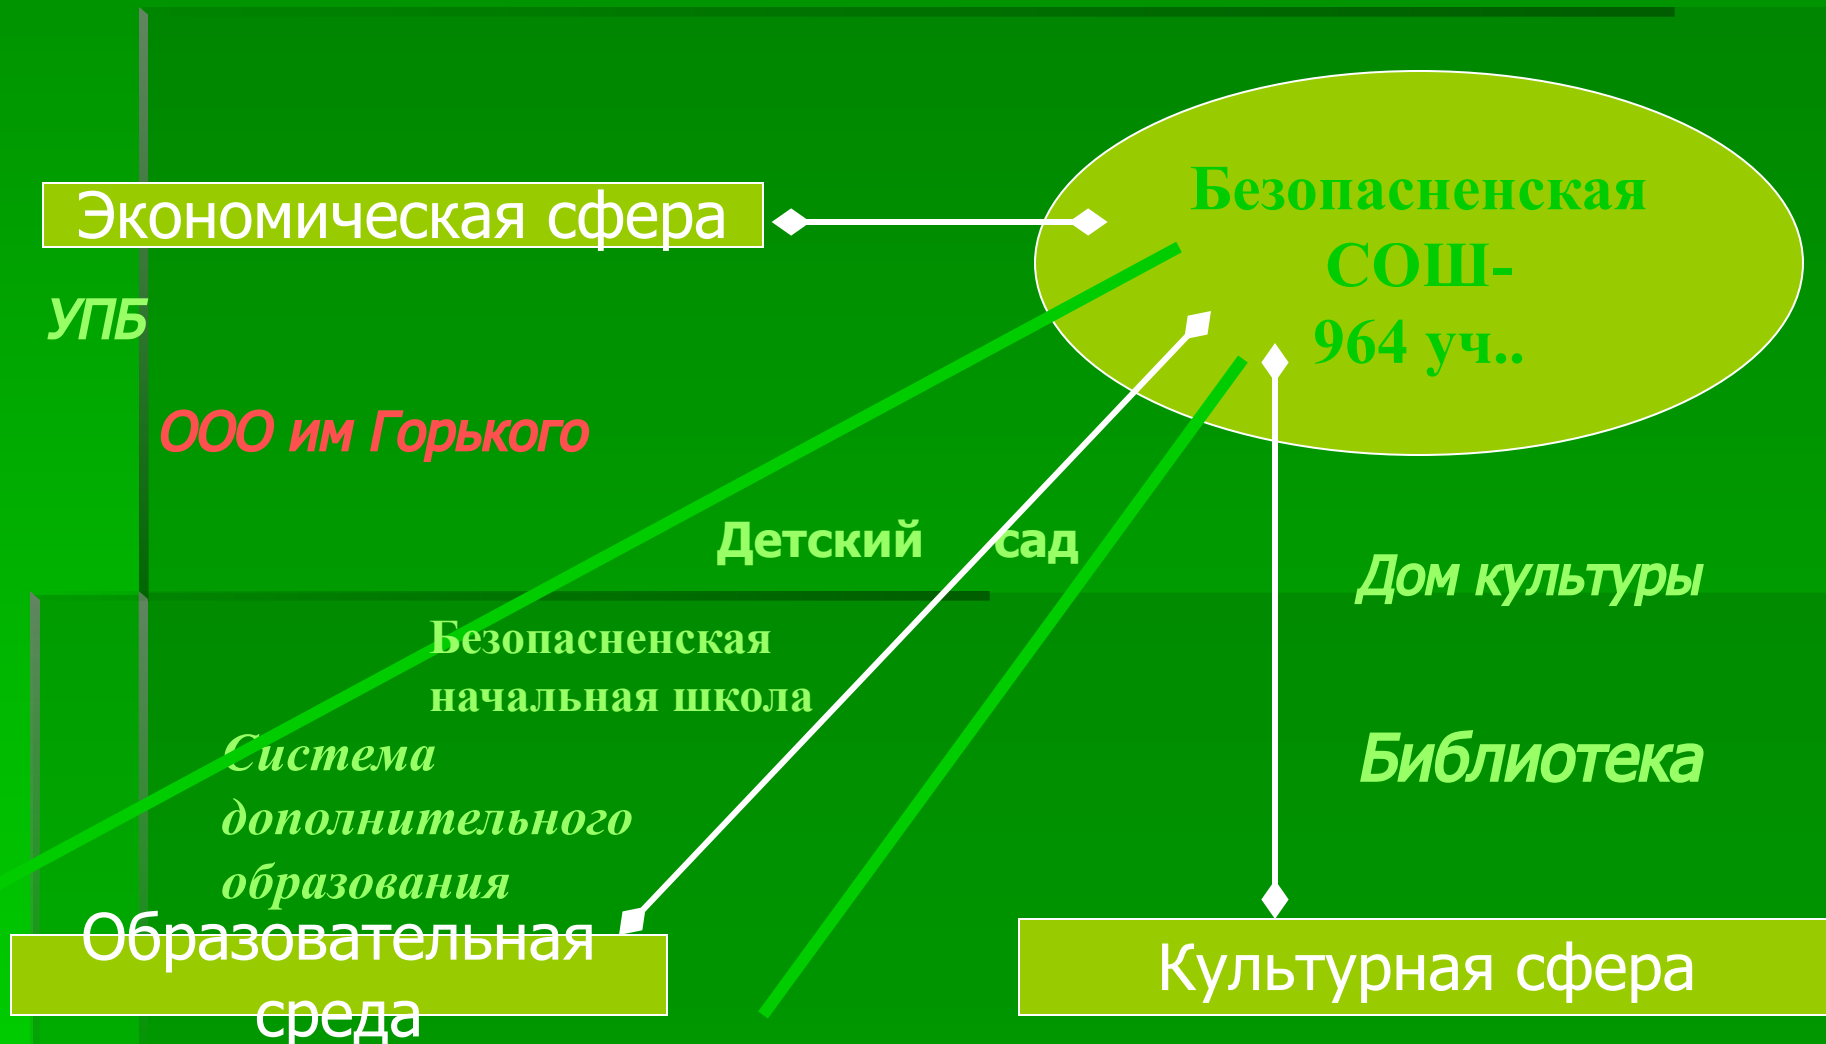 Экономическая сфера
Безопасненская
СОШ-
964 уч..
УПБ
ООО им Горького
Детский сад
Дом культуры
Безопасненская
начальная школа
Библиотека
Система
дополнительного
образования
Образовательная
среда
Культурная сфера